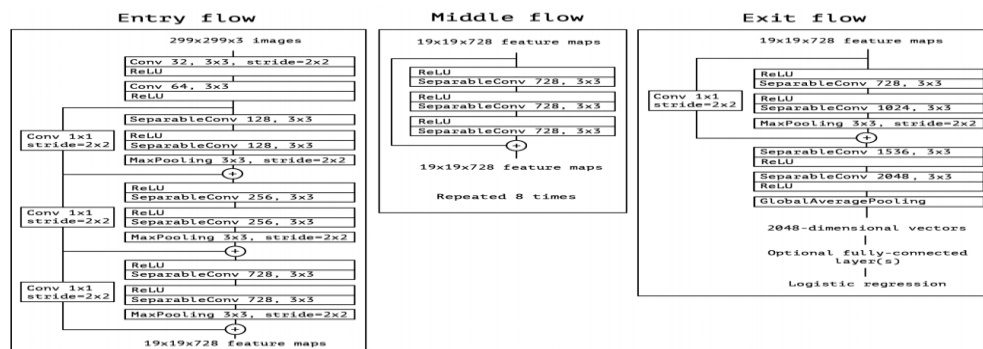 Entry flow
299x299x3 images
Conv 32, 3x3, stride=2x2
ReLU
Conv 64, 3x3
ReLU
Conv 1x1
stride=2x2
SeparableConv 128, 3x3
ReLU
SeparableConv 128, 3x3
MaxPooling 3x3, stride=2x2
+
Conv 1x1
stride=2x2
ReLU
SeparableConv 256, 3x3
ReLU
SeparableConv 256, 3x3
MaxPooling 3x3, stride=2x2
+
Conv 1x1
stride=2x2
ReLU
SeparableConv 728, 3x3
ReLU
SeparableConv 728, 3x3
MaxPooling 3x3, stride=2x2
+
19x19x728 feature maps
Middle flow
19x19x728 feature maps
ReLU
SeparableConv 728, 3x3
ReLU
SeparableConv 728, 3x3
ReLU
SeparableConv 728, 3x3
+
19x19x728 feature maps
Repeated 8 times
Exit flow
19x19x728 feature maps
Conv 1x1
stride=2x2
ReLU
SeparableConv 728, 3x3
ReLU
SeparableConv 1024, 3x3
MaxPooling 3x3, stride=2x2
+
SeparableConv 1536, 3x3
ReLU
SeparableConv 2048, 3x3
ReLU
GlobalAveragePooling
2048-dimensional vectors
Optional fully-connected
layer(s)
Logistic regression